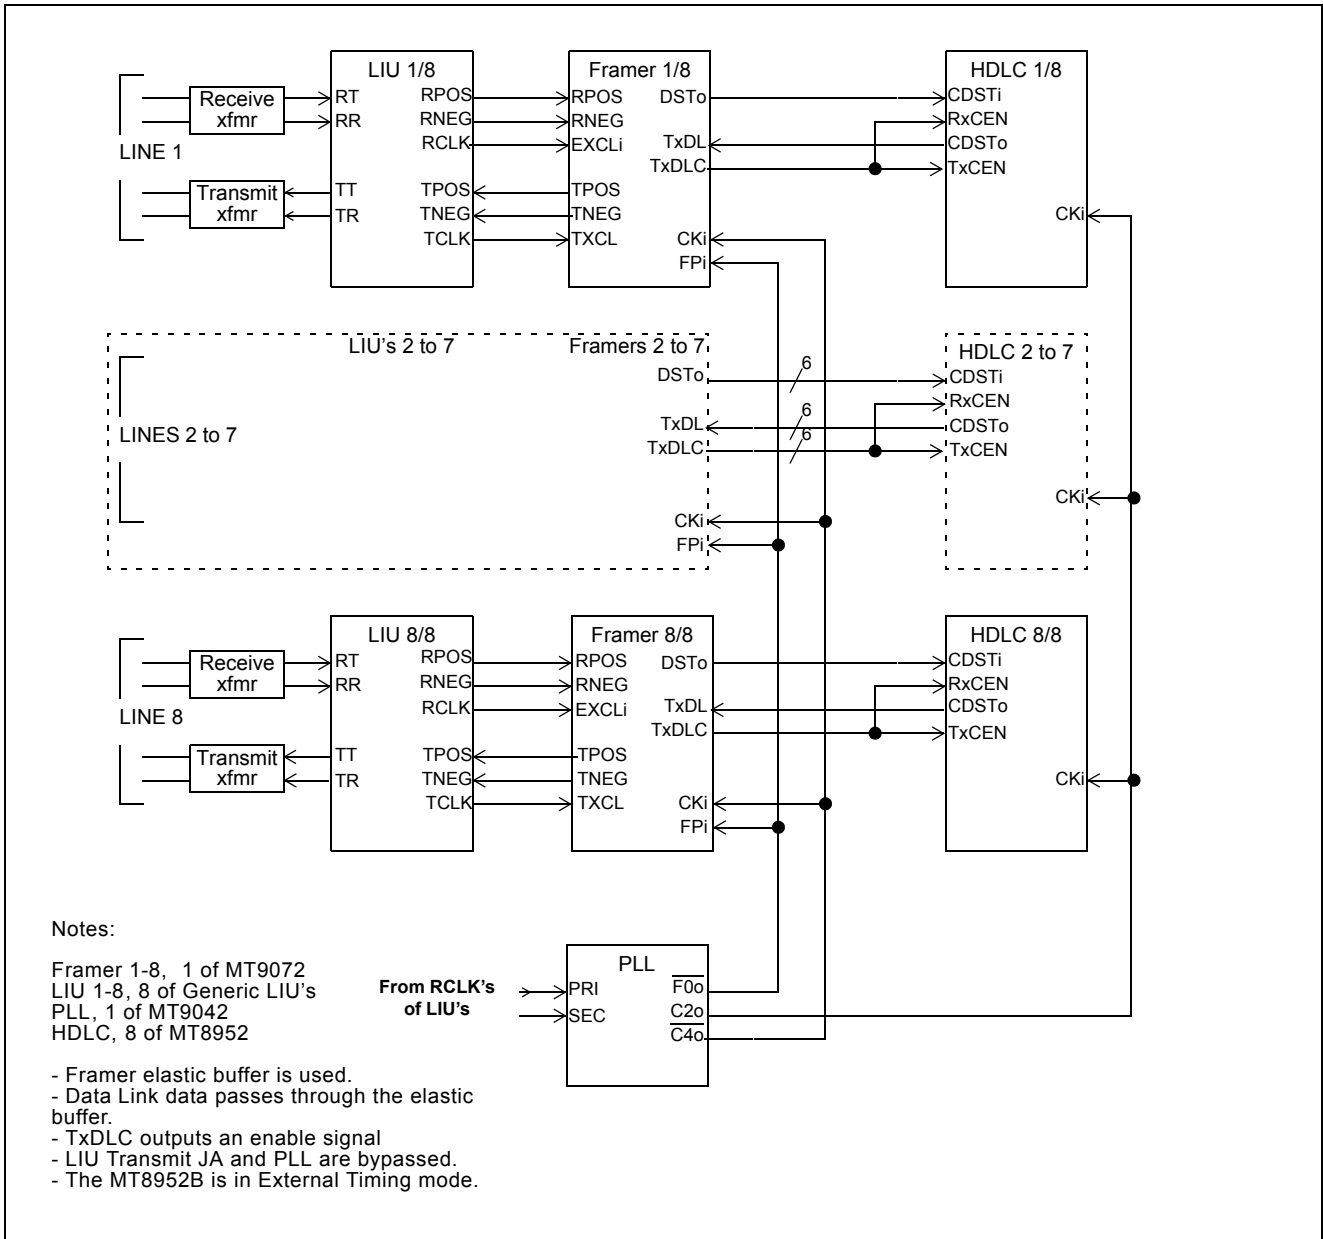 LIU 1/8
Framer 1/8
HDLC 1/8
Receive
xfmr
RT
RR
RPOS
RNEG
RCLK
RPOS
RNEG
EXCLi
DSTo
TxDL
TxDLC
CDSTi
RxCEN
CDSTo
TxCEN
LINE 1
Transmit
xfmr
TT
TR
TPOS
TNEG
TCLK
TPOS
TNEG
TXCL
CKi
FPi
CKi
LIU's 2 to 7
Framers 2 to 7
HDLC 2 to 7
DSTo
6
CDSTi
RxCEN
LINES 2 to 7
TxDL
6
CDSTo
TxDLC
6
TxCEN
CKi
CKi
FPi
LIU 8/8
Framer 8/8
HDLC 8/8
Receive
xfmr
RT
RR
RPOS
RNEG
RCLK
RPOS
RNEG
EXCLi
DSTo
TxDL
TxDLC
CDSTi
RxCEN
CDSTo
TxCEN
LINE 8
Transmit
xfmr
TT
TR
TPOS
TNEG
TCLK
TPOS
TNEG
TXCL
CKi
FPi
CKi
Notes:
Framer 1-8, 1 of MT9072
LIU 1-8, 8 of Generic LIU's
PLL, 1 of MT9042
HDLC, 8 of MT8952
From RCLK's
of LIU's
PLL
PRI
SEC
F0o
C2o
C4o
- Framer elastic buffer is used.
- Data Link data passes through the elastic
buffer.
- TxDLC outputs an enable signal
- LIU Transmit JA and PLL are bypassed.
- The MT8952B is in External Timing mode.